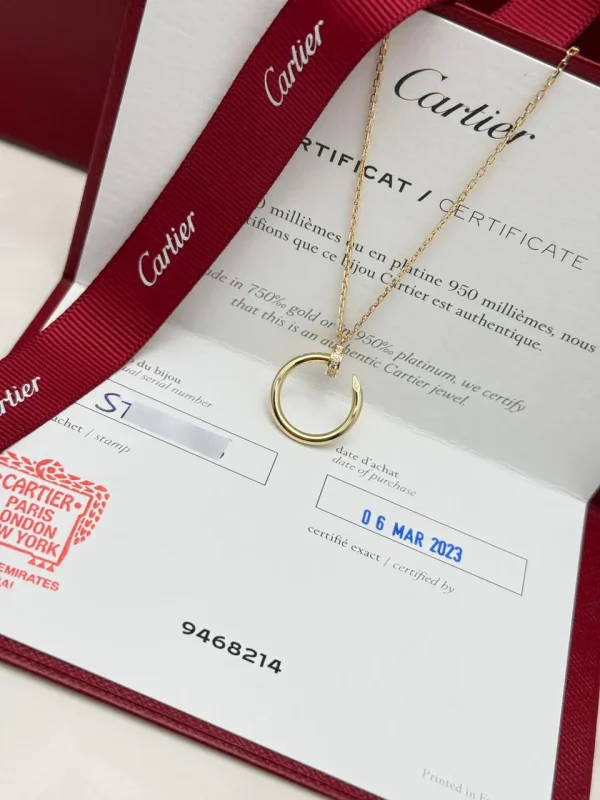 Cartier
Cartier
Cartier
RTIFICAT / CERTIFICATE
0 millièmes ou en platine 950 millièmes, nous
tifions que ce bijou Cartier est authentique.
de in 750‰ gold or in 950‰ platinum, we certify
that this is an authentic Cartier jewel.
rtier
o du bijou
ual serial number
S7
achet / stamp
date d'achat
date of purchase
06 MAR 2023
certifié exact / certified by
CARTIER
PARIS
LONDON
NEW YORK
EMIRATES
9468214
Printed in